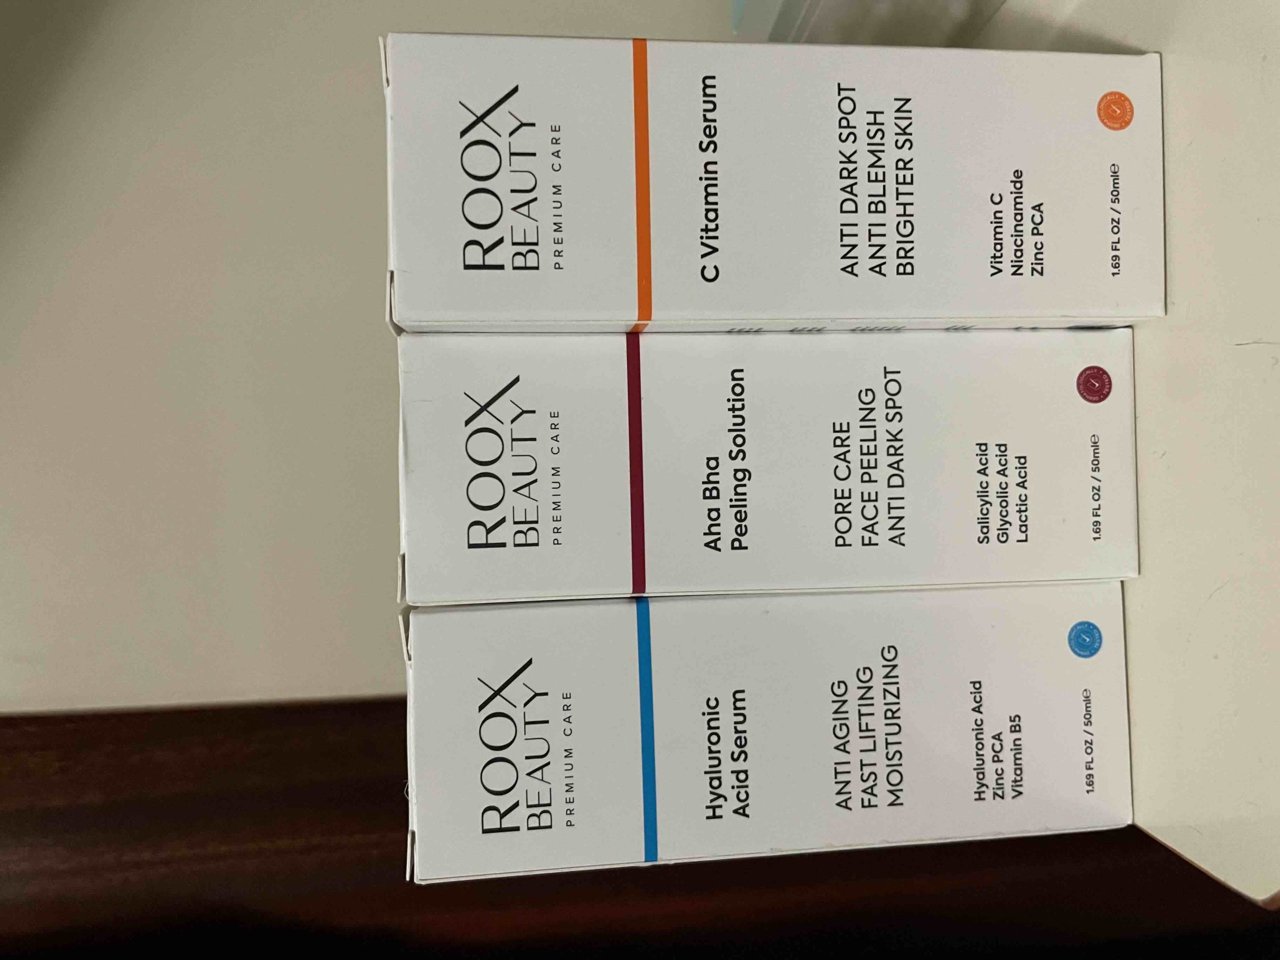 ROOX
BEAUTY
PREMIUM CARE
Hyaluronic
Acid Serum
ANTI AGING
FAST LIFTING
MOISTURIZING
Hyaluronic Acid
Zinc PCA
Vitamin B5
1.69 FL OZ / 50ml℮
ROOX
BEAUTY
PREMIUM CARE
Aha Bha
Peeling Solution
PORE CARE
FACE PEELING
ANTI DARK SPOT
Salicylic Acid
Glycolic Acid
Lactic Acid
1.69 FL OZ / 50ml℮
ROOX
BEAUTY
PREMIUM CARE
C Vitamin Serum
ANTI DARK SPOT
ANTI BLEMISH
BRIGHTER SKIN
Vitamin C
Niacinamide
Zinc PCA
1.69 FL OZ / 50ml℮